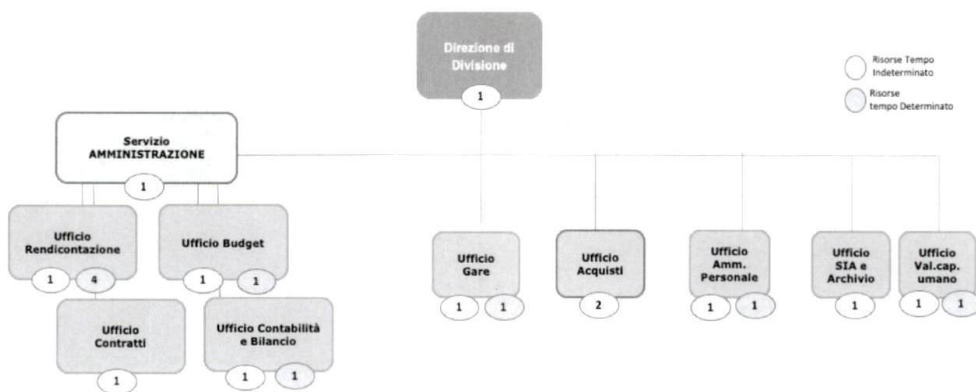 Direzione di
Divisione
1
Risorse Tempo
Indeterminato
Risorse
tempo Determinato
Servizio
AMMINISTRAZIONE
1
Ufficio
Rendicontazione
1
4
Ufficio Budget
1
1
Ufficio
Gare
1
1
Ufficio
Acquisti
2
Ufficio
Amm.
Personale
1
1
Ufficio
SIA e
Archivio
1
Ufficio
Val.cap.
umano
1
1
Ufficio
Contratti
1
Ufficio Contabilità
e Bilancio
1
1